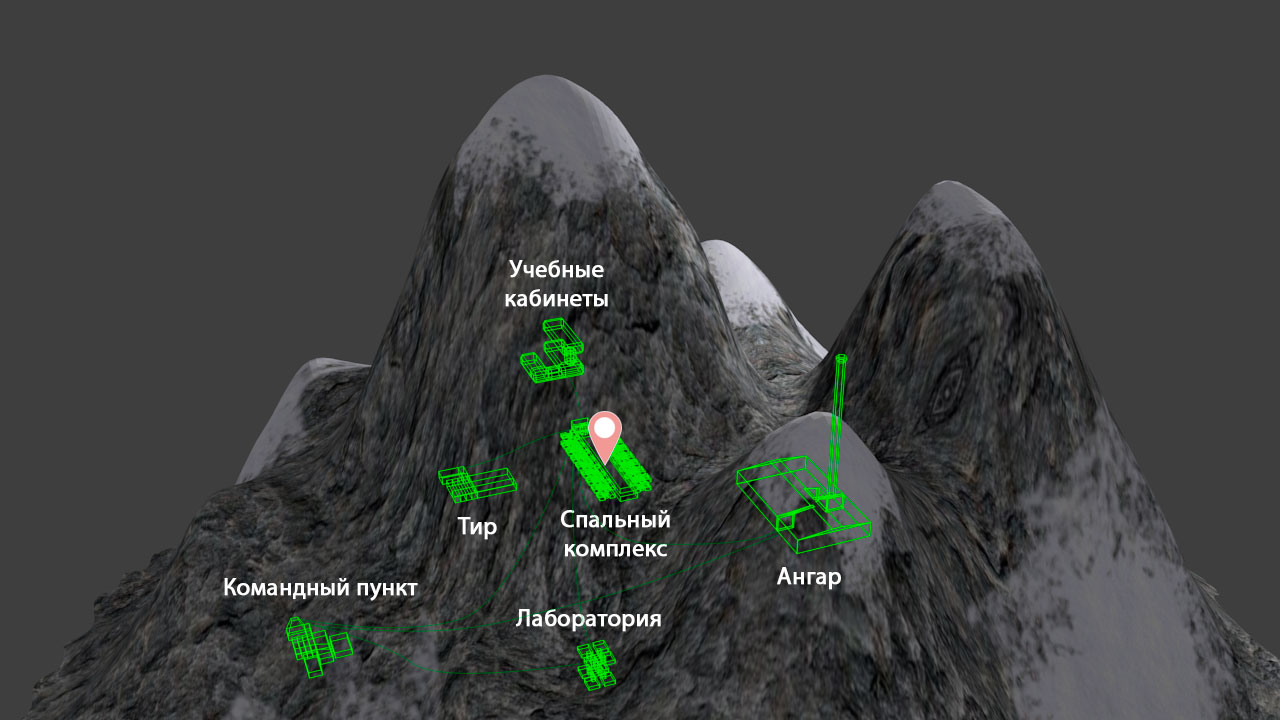 Учебные
кабинеты
Тир
Спальный
комплекс
Ангар
Командный пункт
Лаборатория